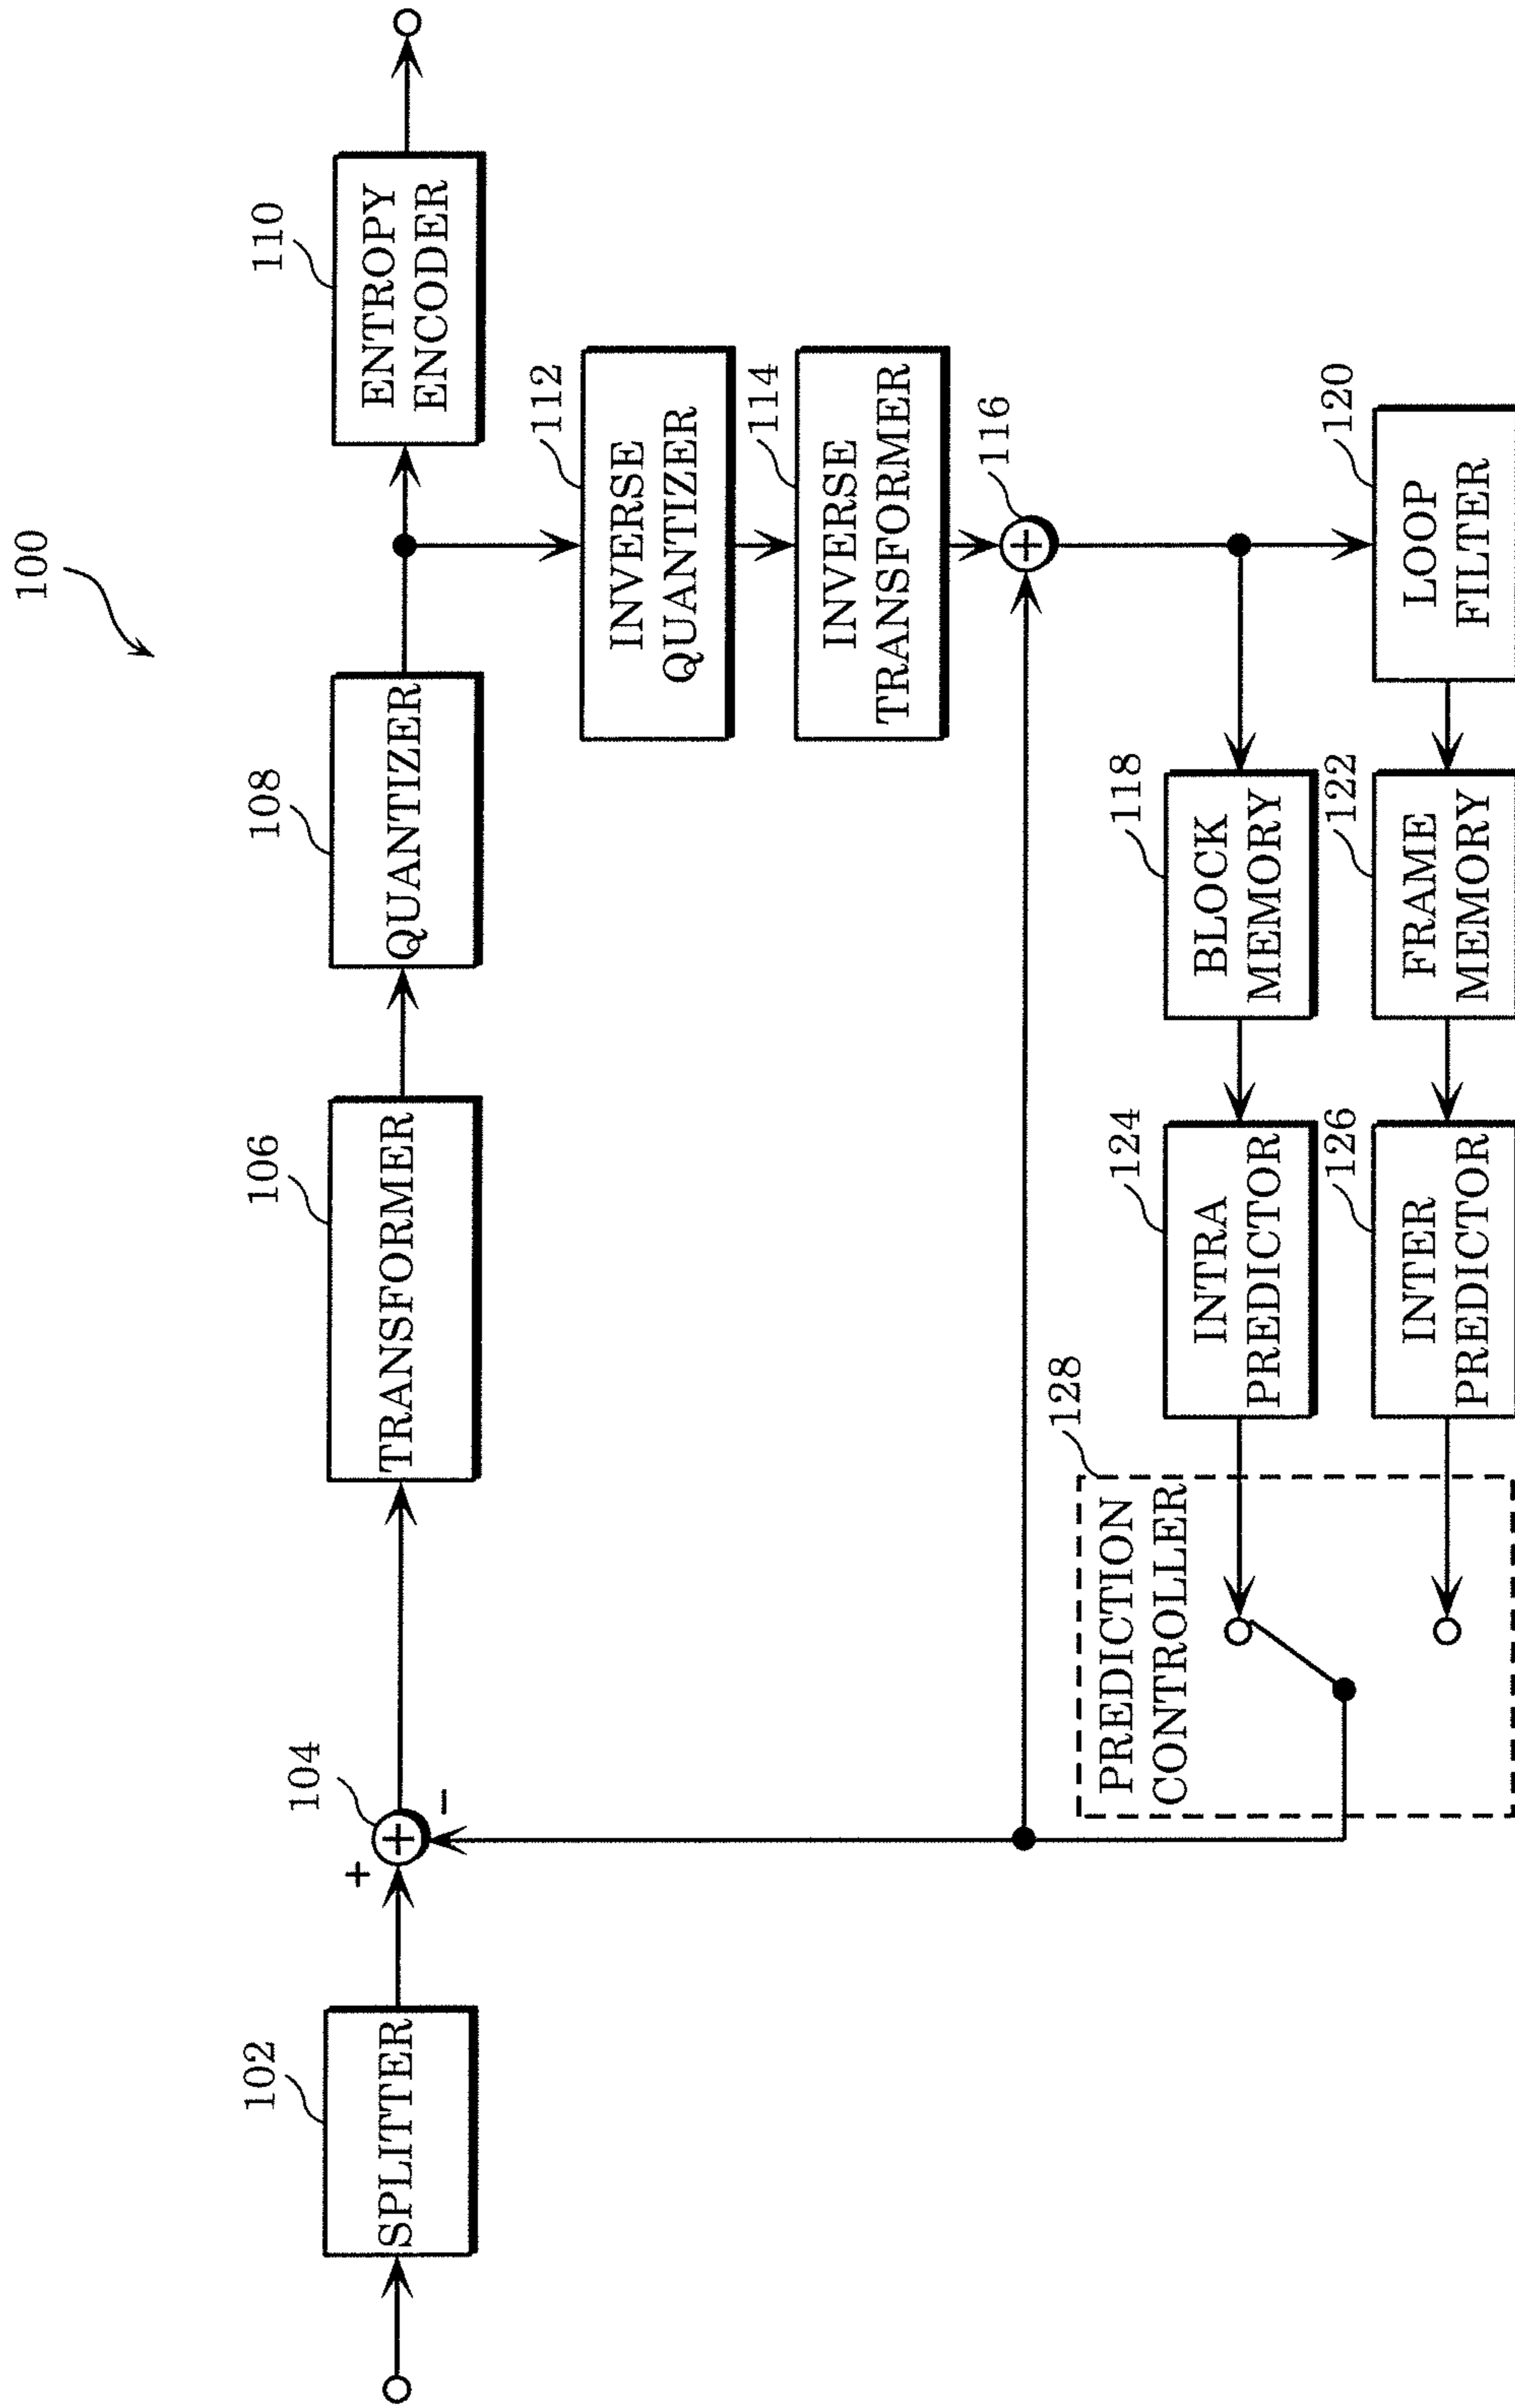 100
102
SPLITTER
104
+
−
106
TRANSFORMER
108
QUANTIZER
110
ENTROPY
ENCODER
112
INVERSE
QUANTIZER
114
INVERSE
TRANSFORMER
116
128
PREDICTION
CONTROLLER
124
INTRA
PREDICTOR
118
BLOCK
MEMORY
126
INTER
PREDICTOR
122
FRAME
MEMORY
120
LOOP
FILTER